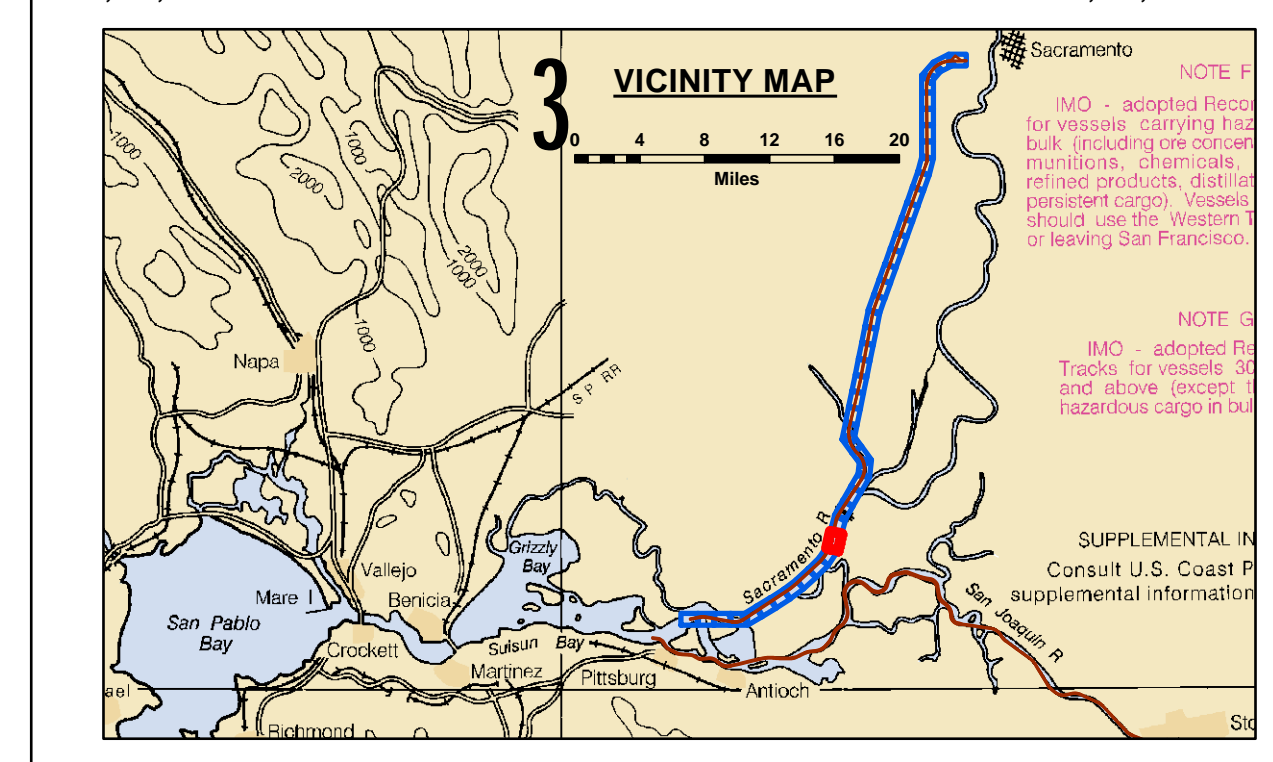 Sacramento
3
VICINITY MAP
0 4 8 12 16 20
Miles
NOTE F
IMO - adopted Recor
for vessels carrying haz
bulk (including ore concen
munitions, chemicals,
refined products, distillat
persistent cargo). Vessels
should use the Western T
or leaving San Francisco.
1000
1000
2000
2000
1000
1000
NOTE G
IMO - adopted Re
Tracks for vessels 30
and above (except t
hazardous cargo in bul
Napa
S P RR
Sacramento R
Grizzly
Bay
SUPPLEMENTAL IN
Consult U.S. Coast P
supplemental information
Vallejo
Mare I
Benicia
San Pablo
Bay
San Joaquin R
Crockett
Suisun Bay
Martinez
Pittsburg
Antioch
ael
Richmond
Sto